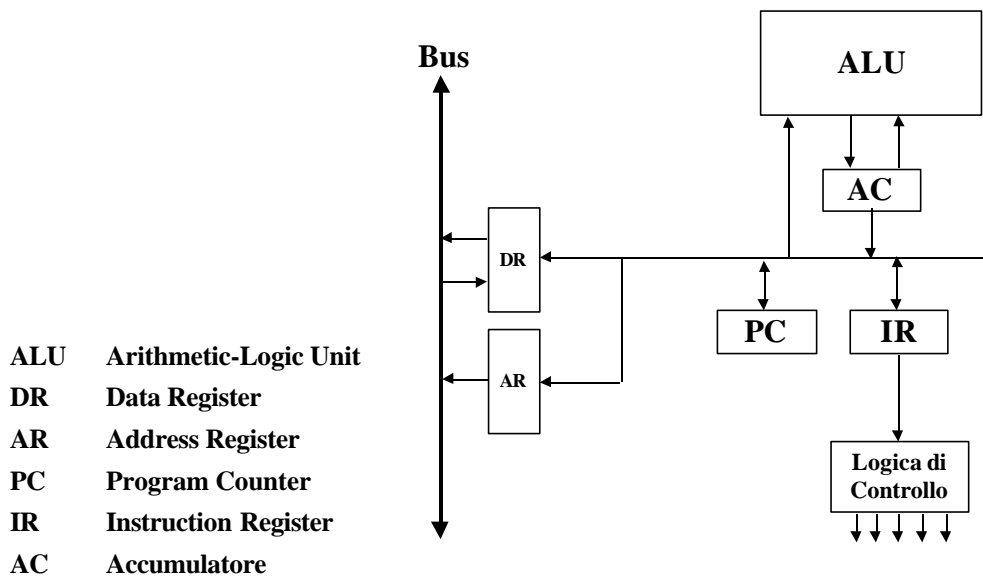 Bus
ALU
AC
DR
PC
IR
AR
ALU Arithmetic-Logic Unit
DR Data Register
AR Address Register
PC Program Counter
IR Instruction Register
AC Accumulatore
Logica di
Controllo